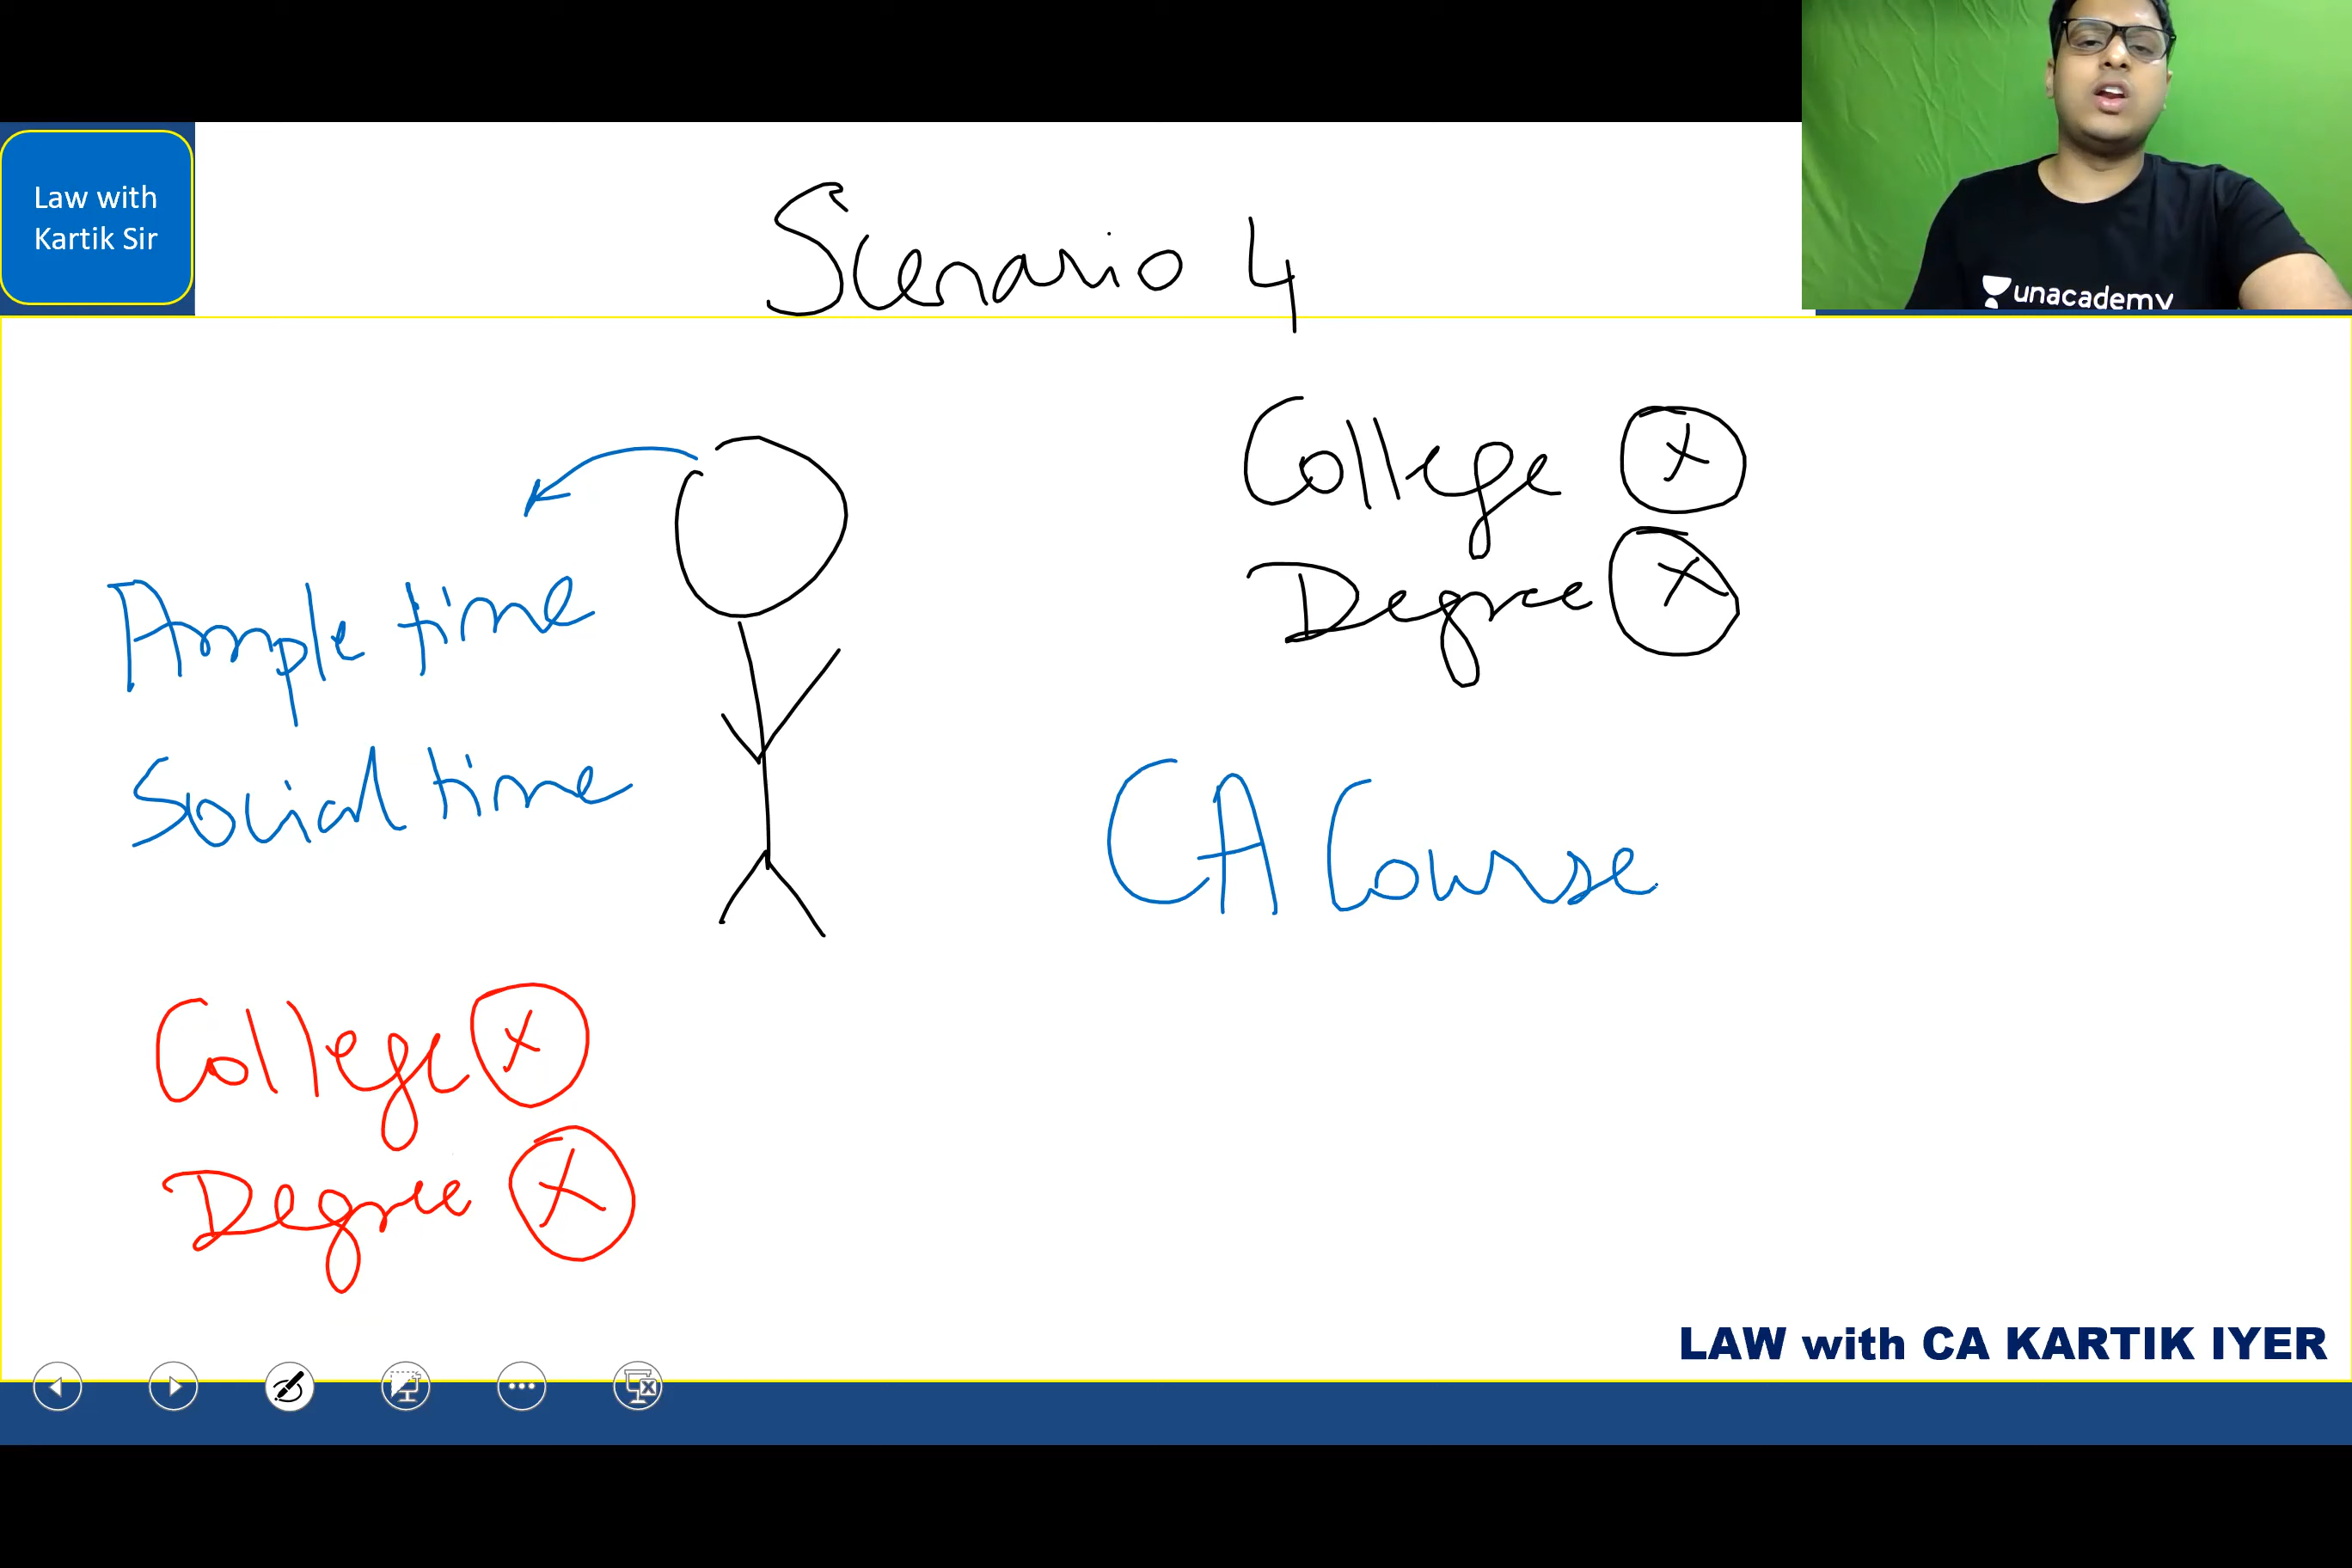 Law with
Kartik Sir
Scenario 4
unacademy
College X
Degree X
Ample time
Social time
CA Course
College X
Degree X
LAW with CA KARTIK IYER